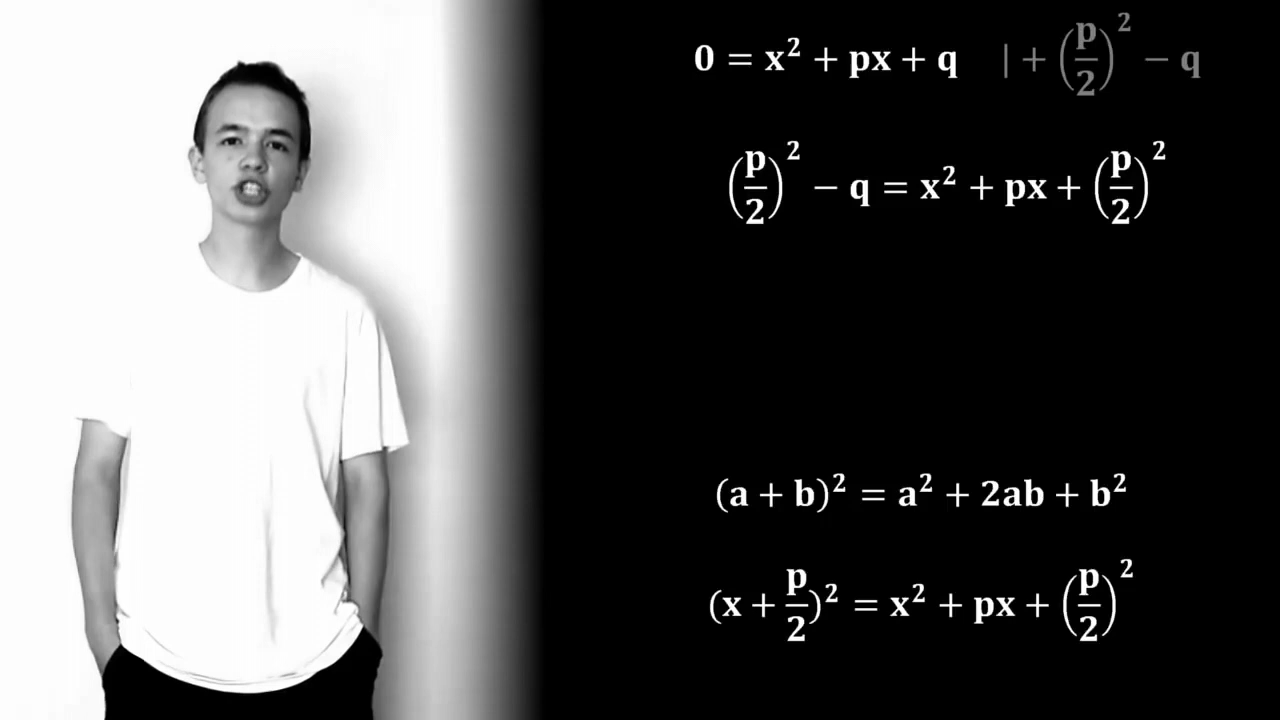 0 = x² + px + q | + (p/2)² − q
(p/2)² − q = x² + px + (p/2)²
(a + b)² = a² + 2ab + b²
(x + p/2)² = x² + px + (p/2)²